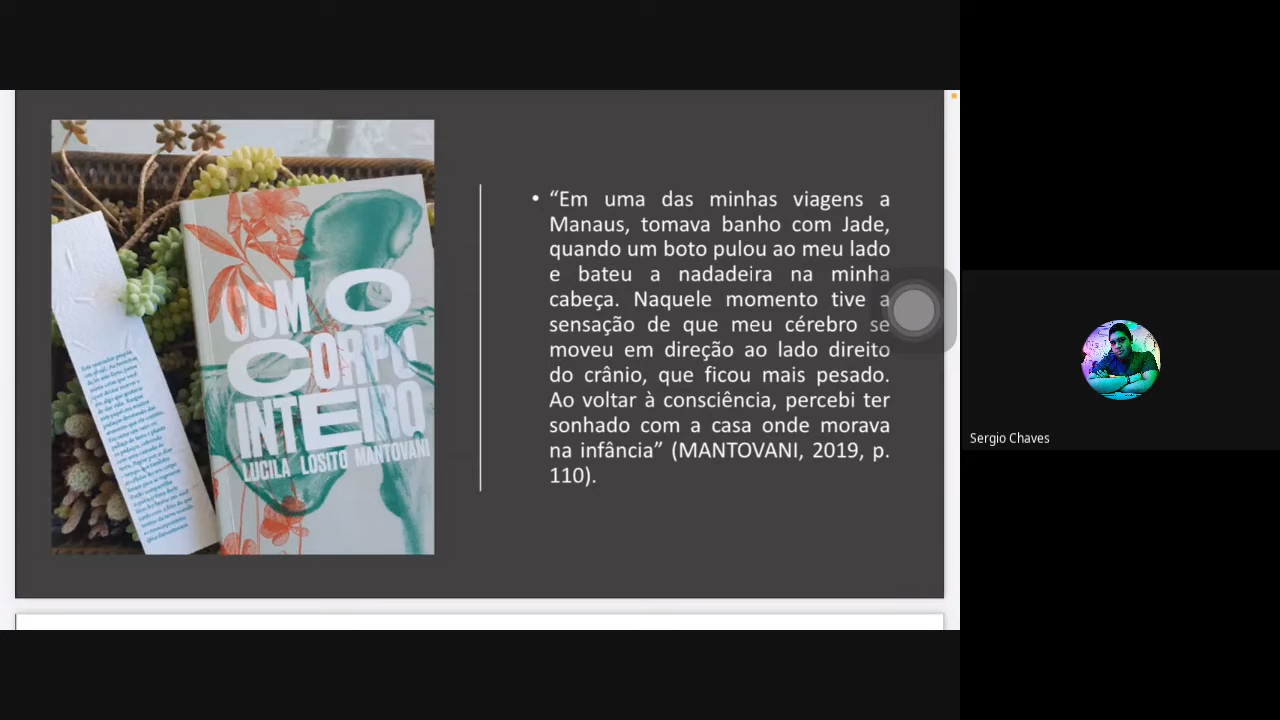 COM O
CORPO
INTEIRO
LUCILA LOSITO MANTOVANI
• “Em uma das minhas viagens a
Manaus, tomava banho com Jade,
quando um boto pulou ao meu lado
e bateu a nadadeira na minha
cabeça. Naquele momento tive a
sensação de que meu cérebro se
moveu em direção ao lado direito
do crânio, que ficou mais pesado.
Ao voltar à consciência, percebi ter
sonhado com a casa onde morava
na infância” (MANTOVANI, 2019, p.
110).
Sergio Chaves